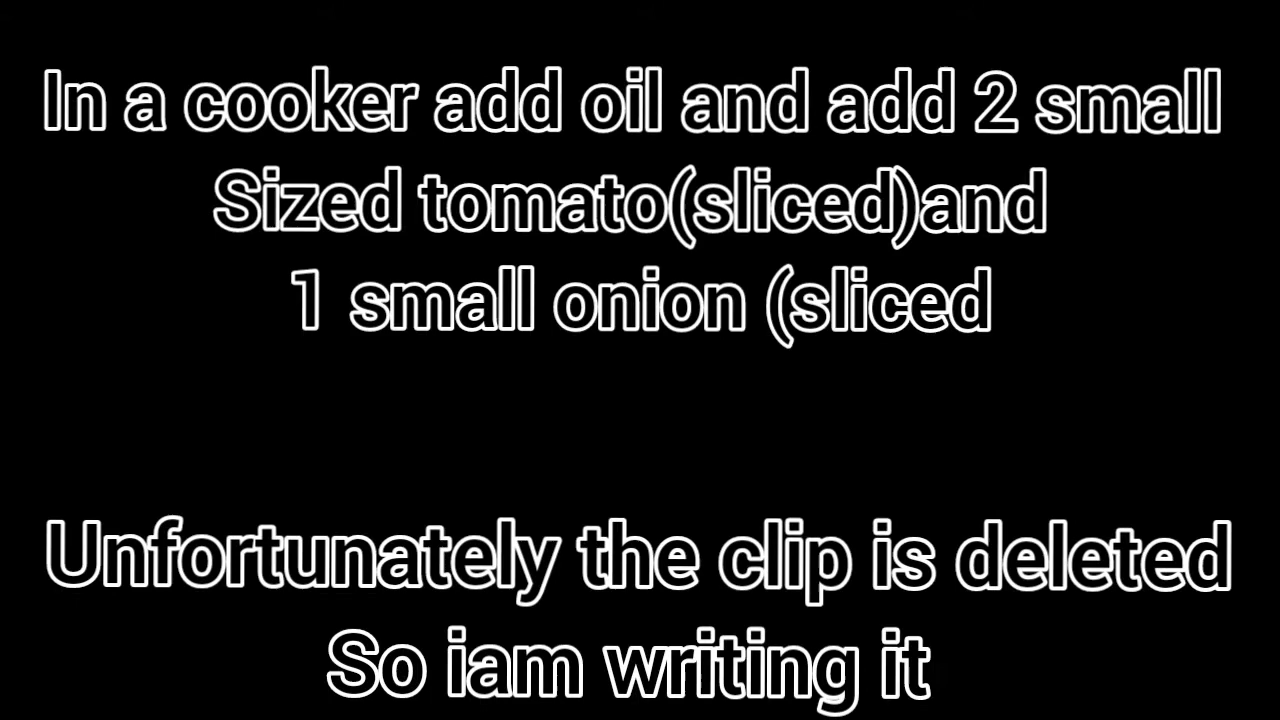 In a cooker add oil and add 2 small
Sized tomato(sliced)and
1 small onion (sliced
Unfortunately the clip is deleted
So iam writing it